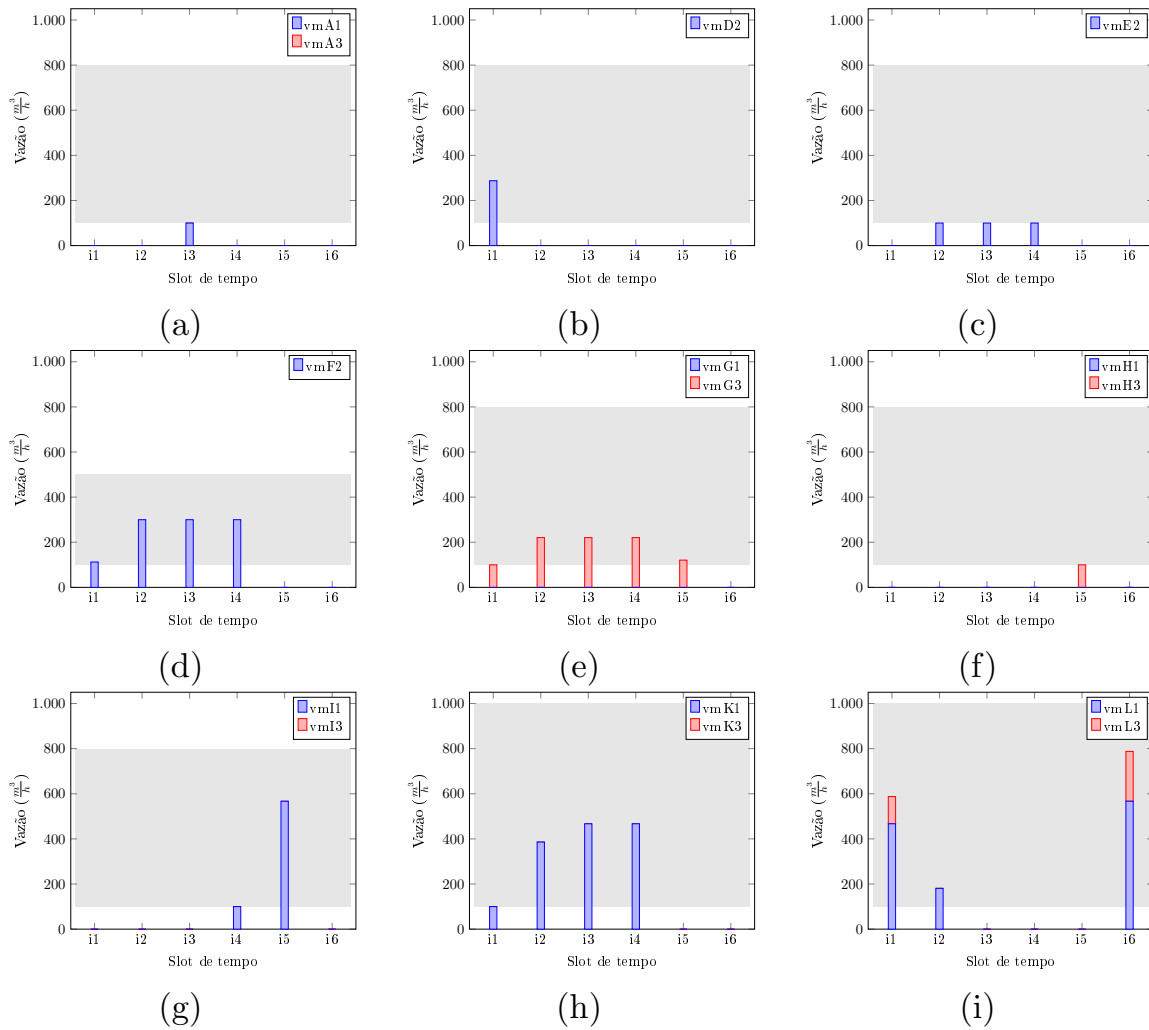 1.000
800
600
400
200
0
Vazão (m³/h)
vmA1
vmA3
i1 i2 i3 i4 i5 i6
Slot de tempo
(a)
1.000
800
600
400
200
0
Vazão (m³/h)
vmD2
i1 i2 i3 i4 i5 i6
Slot de tempo
(b)
1.000
800
600
400
200
0
Vazão (m³/h)
vmE2
i1 i2 i3 i4 i5 i6
Slot de tempo
(c)
1.000
800
600
400
200
0
Vazão (m³/h)
vmF2
i1 i2 i3 i4 i5 i6
Slot de tempo
(d)
1.000
800
600
400
200
0
Vazão (m³/h)
vmG1
vmG3
i1 i2 i3 i4 i5 i6
Slot de tempo
(e)
1.000
800
600
400
200
0
Vazão (m³/h)
vmH1
vmH3
i1 i2 i3 i4 i5 i6
Slot de tempo
(f)
1.000
800
600
400
200
0
Vazão (m³/h)
vmI1
vmI3
i1 i2 i3 i4 i5 i6
Slot de tempo
(g)
1.000
800
600
400
200
0
Vazão (m³/h)
vmK1
vmK3
i1 i2 i3 i4 i5 i6
Slot de tempo
(h)
1.000
800
600
400
200
0
Vazão (m³/h)
vmL1
vmL3
i1 i2 i3 i4 i5 i6
Slot de tempo
(i)